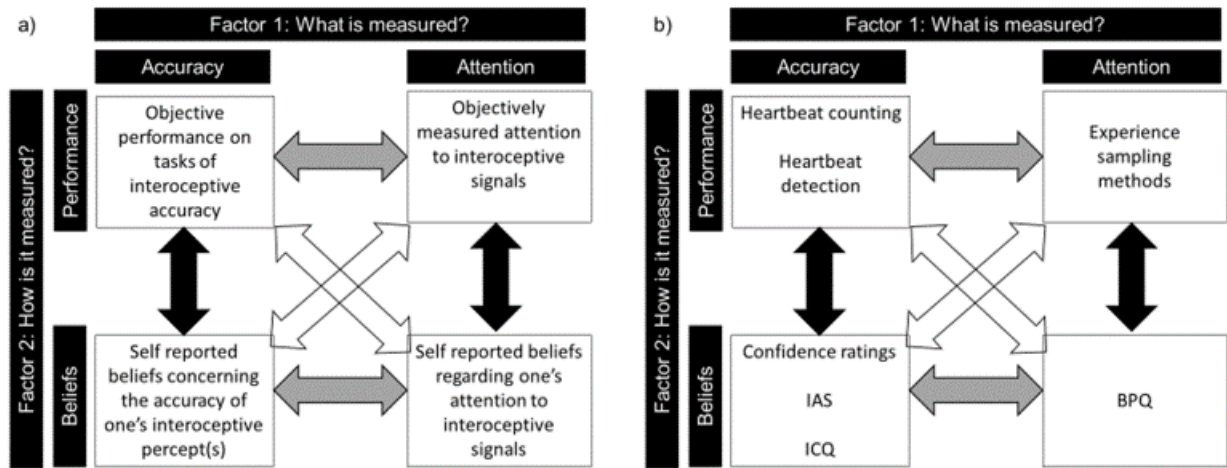 a)
Factor 1: What is measured?
Accuracy
Attention
Factor 2: How is it measured?
Performance
Objective
performance on
tasks of
interoceptive
accuracy
Objectively
measured attention
to interoceptive
signals
Beliefs
Self reported
beliefs concerning
the accuracy of
one's interoceptive
percept(s)
Self reported beliefs
regarding one's
attention to
interoceptive
signals
b)
Factor 1: What is measured?
Accuracy
Attention
Factor 2: How is it measured?
Performance
Heartbeat counting
Heartbeat
detection
Experience
sampling
methods
Beliefs
Confidence ratings
IAS
ICQ
BPQ